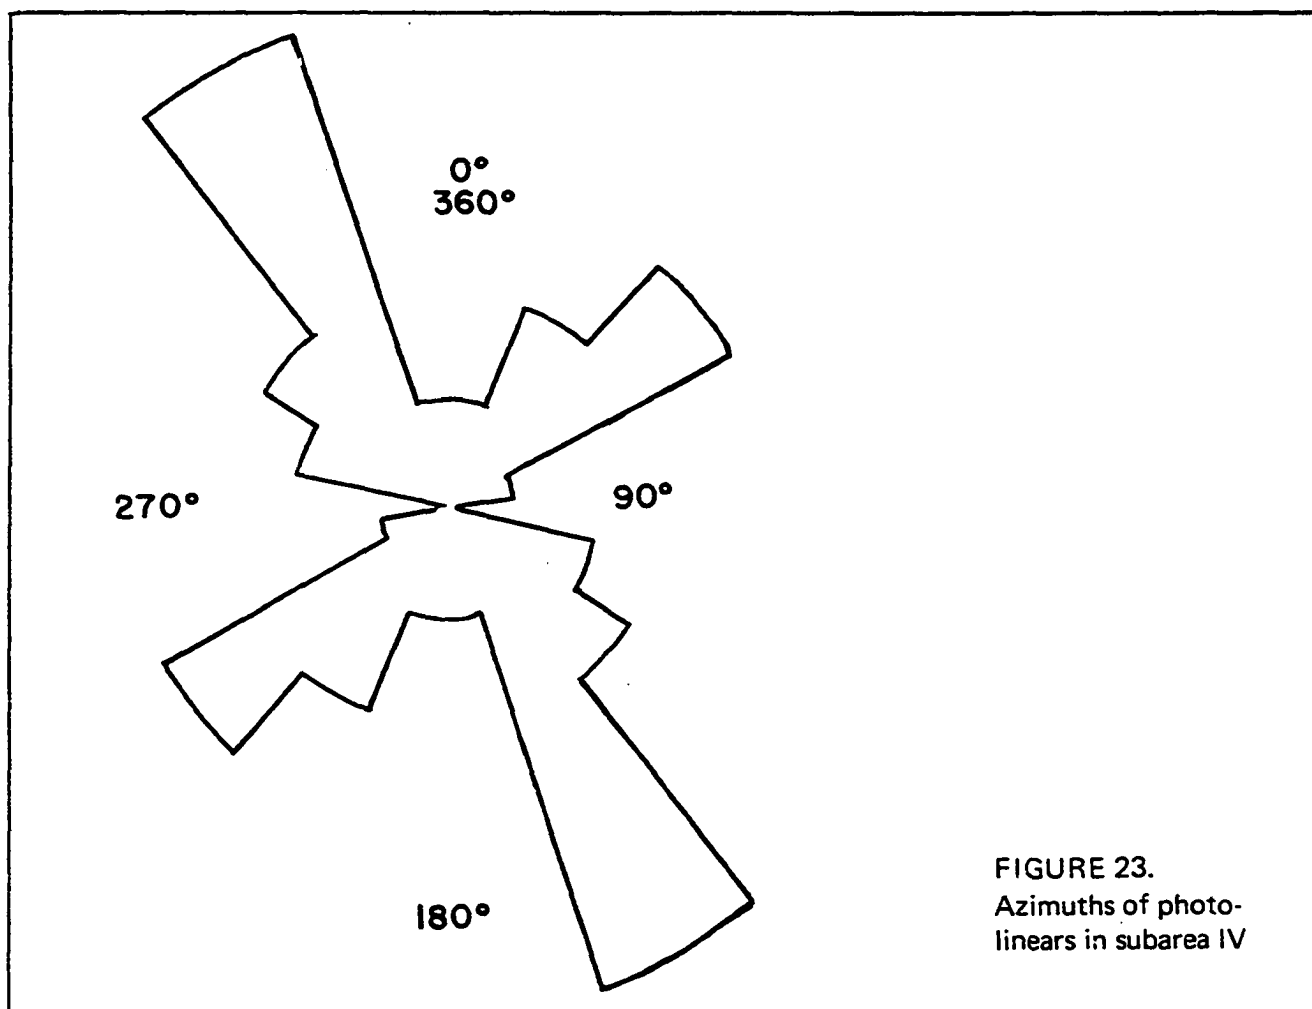 0°
360°
270°
90°
180°
FIGURE 23.
Azimuths of photo-
linears in subarea IV